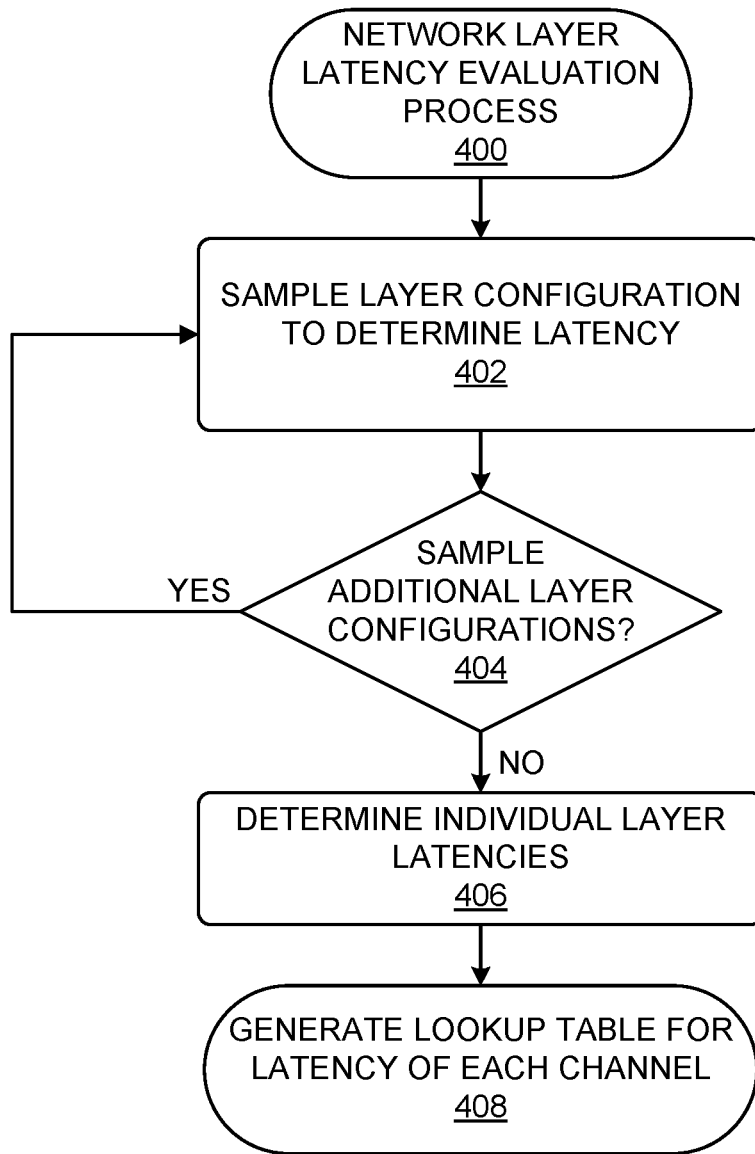 NETWORK LAYER
LATENCY EVALUATION
PROCESS
400
SAMPLE LAYER CONFIGURATION
TO DETERMINE LATENCY
402
SAMPLE
ADDITIONAL LAYER
CONFIGURATIONS?
404
YES
NO
DETERMINE INDIVIDUAL LAYER
LATENCIES
406
GENERATE LOOKUP TABLE FOR
LATENCY OF EACH CHANNEL
408